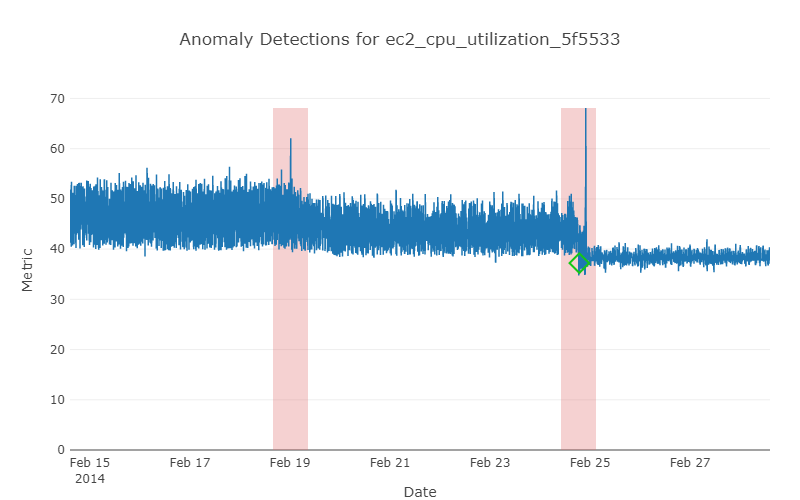 Anomaly Detections for ec2_cpu_utilization_5f5533
70
60
50
40
30
20
10
0
Metric
Feb 15 Feb 17 Feb 19 Feb 21 Feb 23 Feb 25 Feb 27
2014
Date